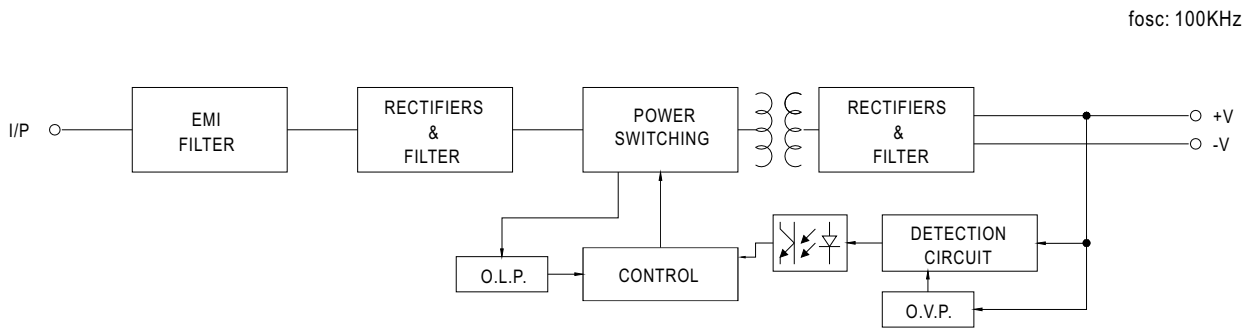 fosc: 100KHz
I/P
EMI
FILTER
RECTIFIERS
&
FILTER
POWER
SWITCHING
RECTIFIERS
&
FILTER
+V
-V
O.L.P.
CONTROL
DETECTION
CIRCUIT
O.V.P.